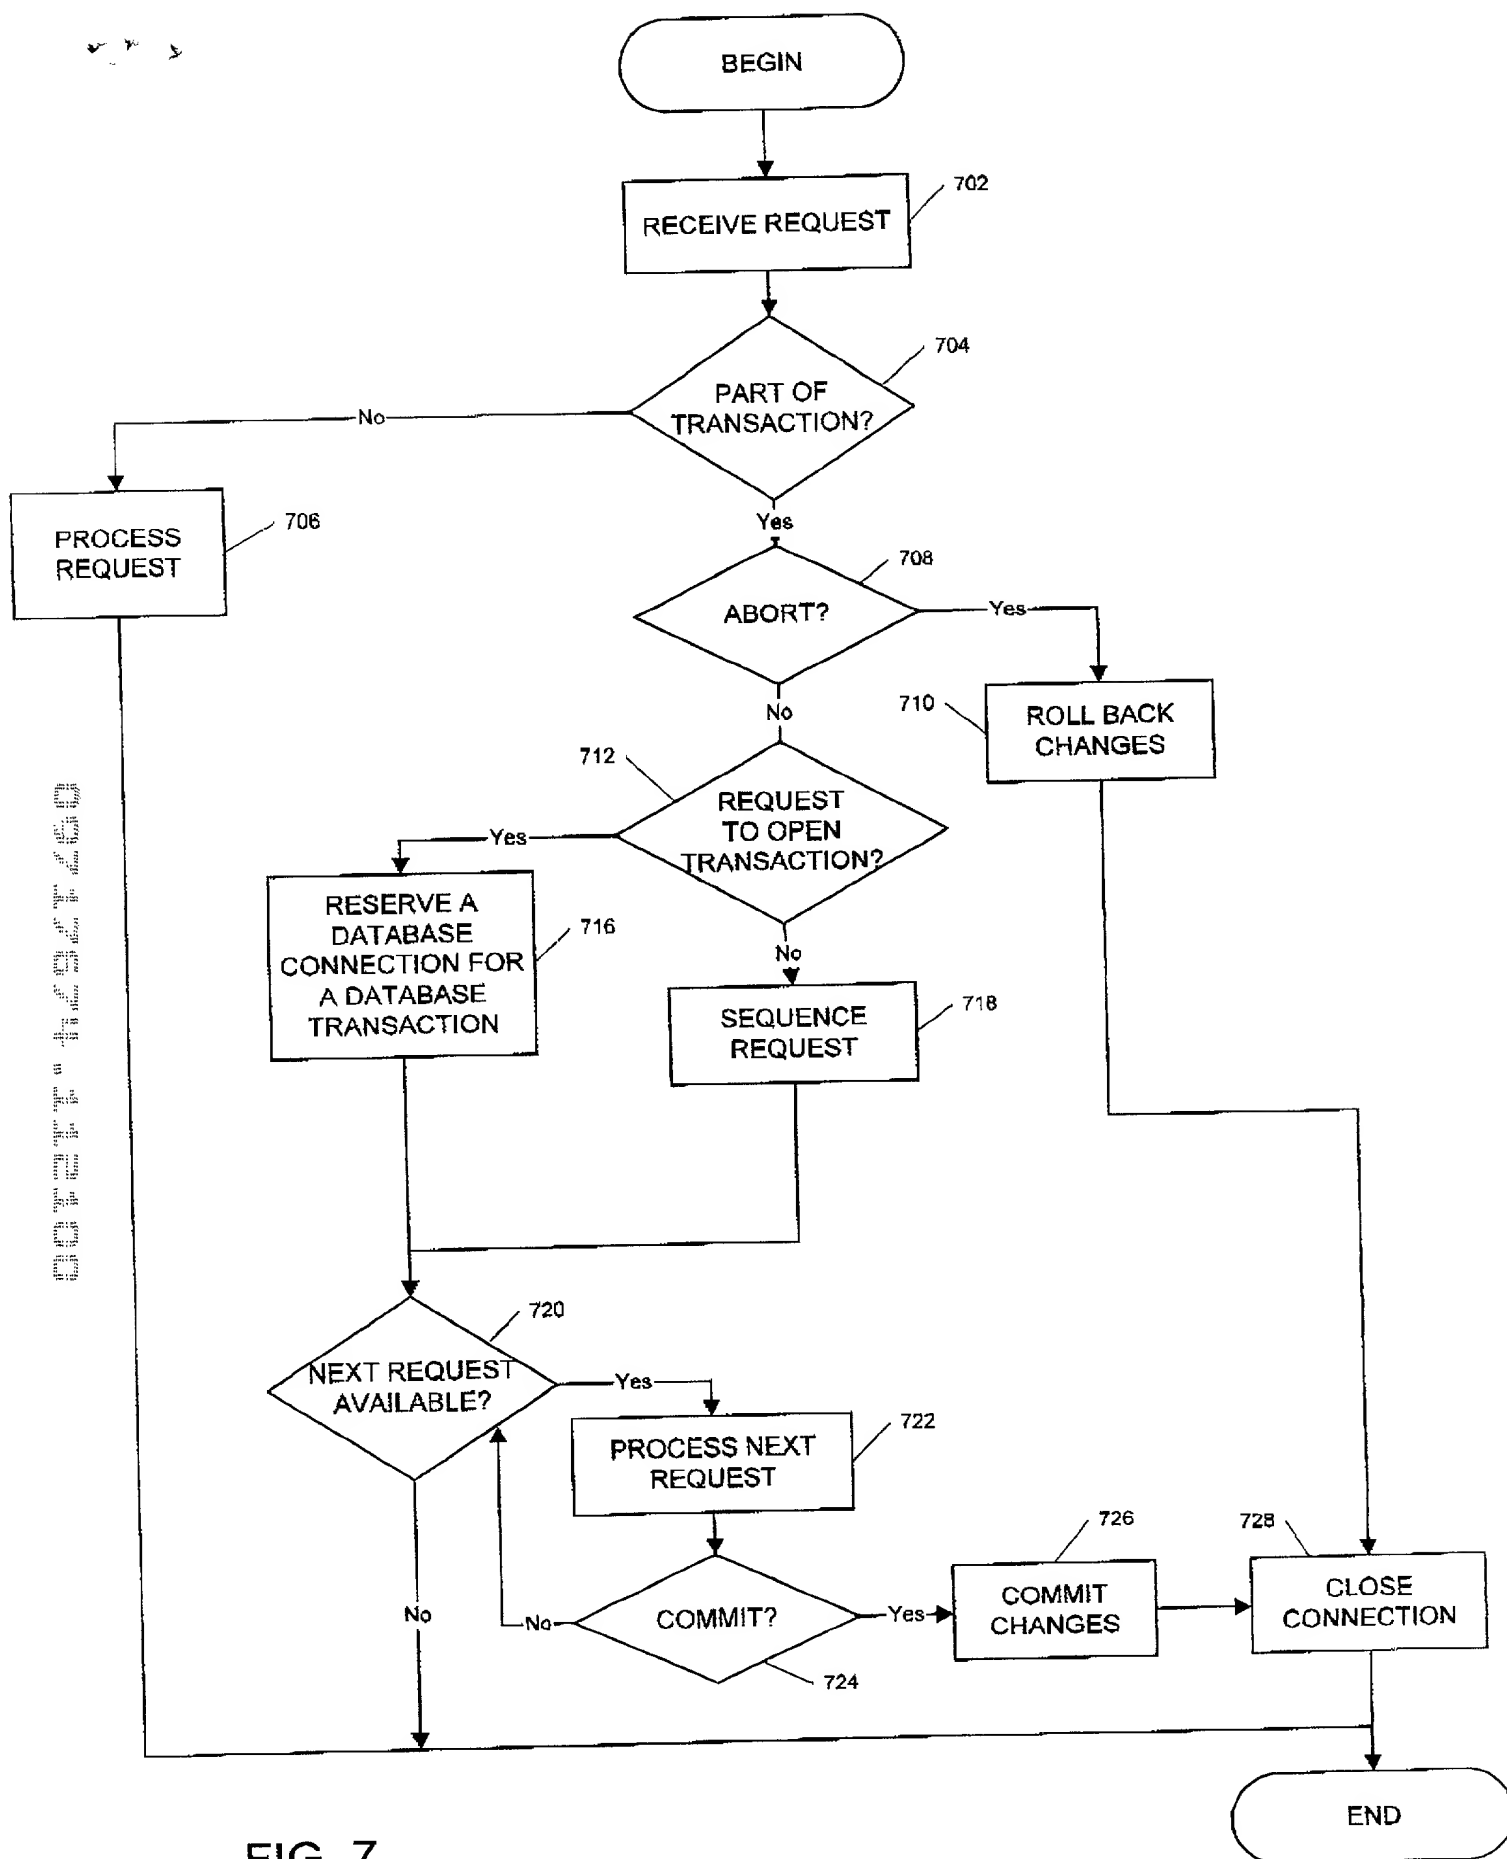 BEGIN
702
RECEIVE REQUEST
704
PART OF
TRANSACTION?
No
Yes
706
PROCESS
REQUEST
708
ABORT?
Yes
No
710
ROLL BACK
CHANGES
712
REQUEST
TO OPEN
TRANSACTION?
Yes
No
RESERVE A
DATABASE
CONNECTION FOR
A DATABASE
TRANSACTION
716
SEQUENCE
REQUEST
718
720
NEXT REQUEST
AVAILABLE?
Yes
No
PROCESS NEXT
REQUEST
722
COMMIT?
No
Yes
724
726
COMMIT
CHANGES
728
CLOSE
CONNECTION
END
FIG. 7